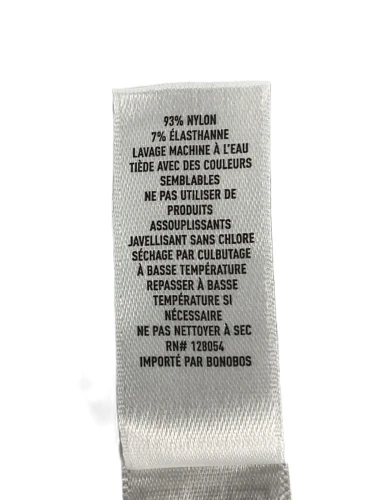 93% NYLON
7% ÉLASTHANNE
LAVAGE MACHINE À L'EAU
TIÈDE AVEC DES COULEURS
SEMBLABLES
NE PAS UTILISER DE
PRODUITS
ASSOUPLISSANTS
JAVELLISANT SANS CHLORE
SÉCHAGE PAR CULBUTAGE
À BASSE TEMPÉRATURE
REPASSER À BASSE
TEMPÉRATURE SI
NÉCESSAIRE
NE PAS NETTOYER À SEC
RN# 128054
IMPORTÉ PAR BONOBOS